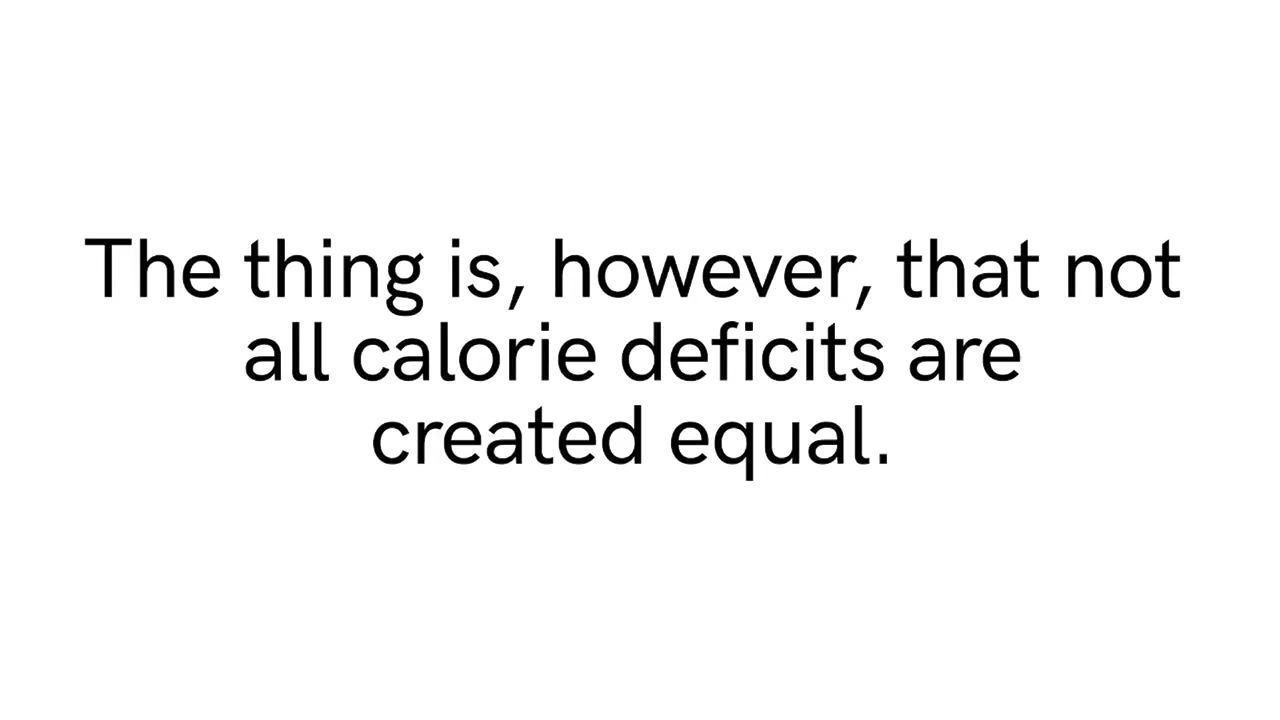 The thing is, however, that not
all calorie deficits are
created equal.